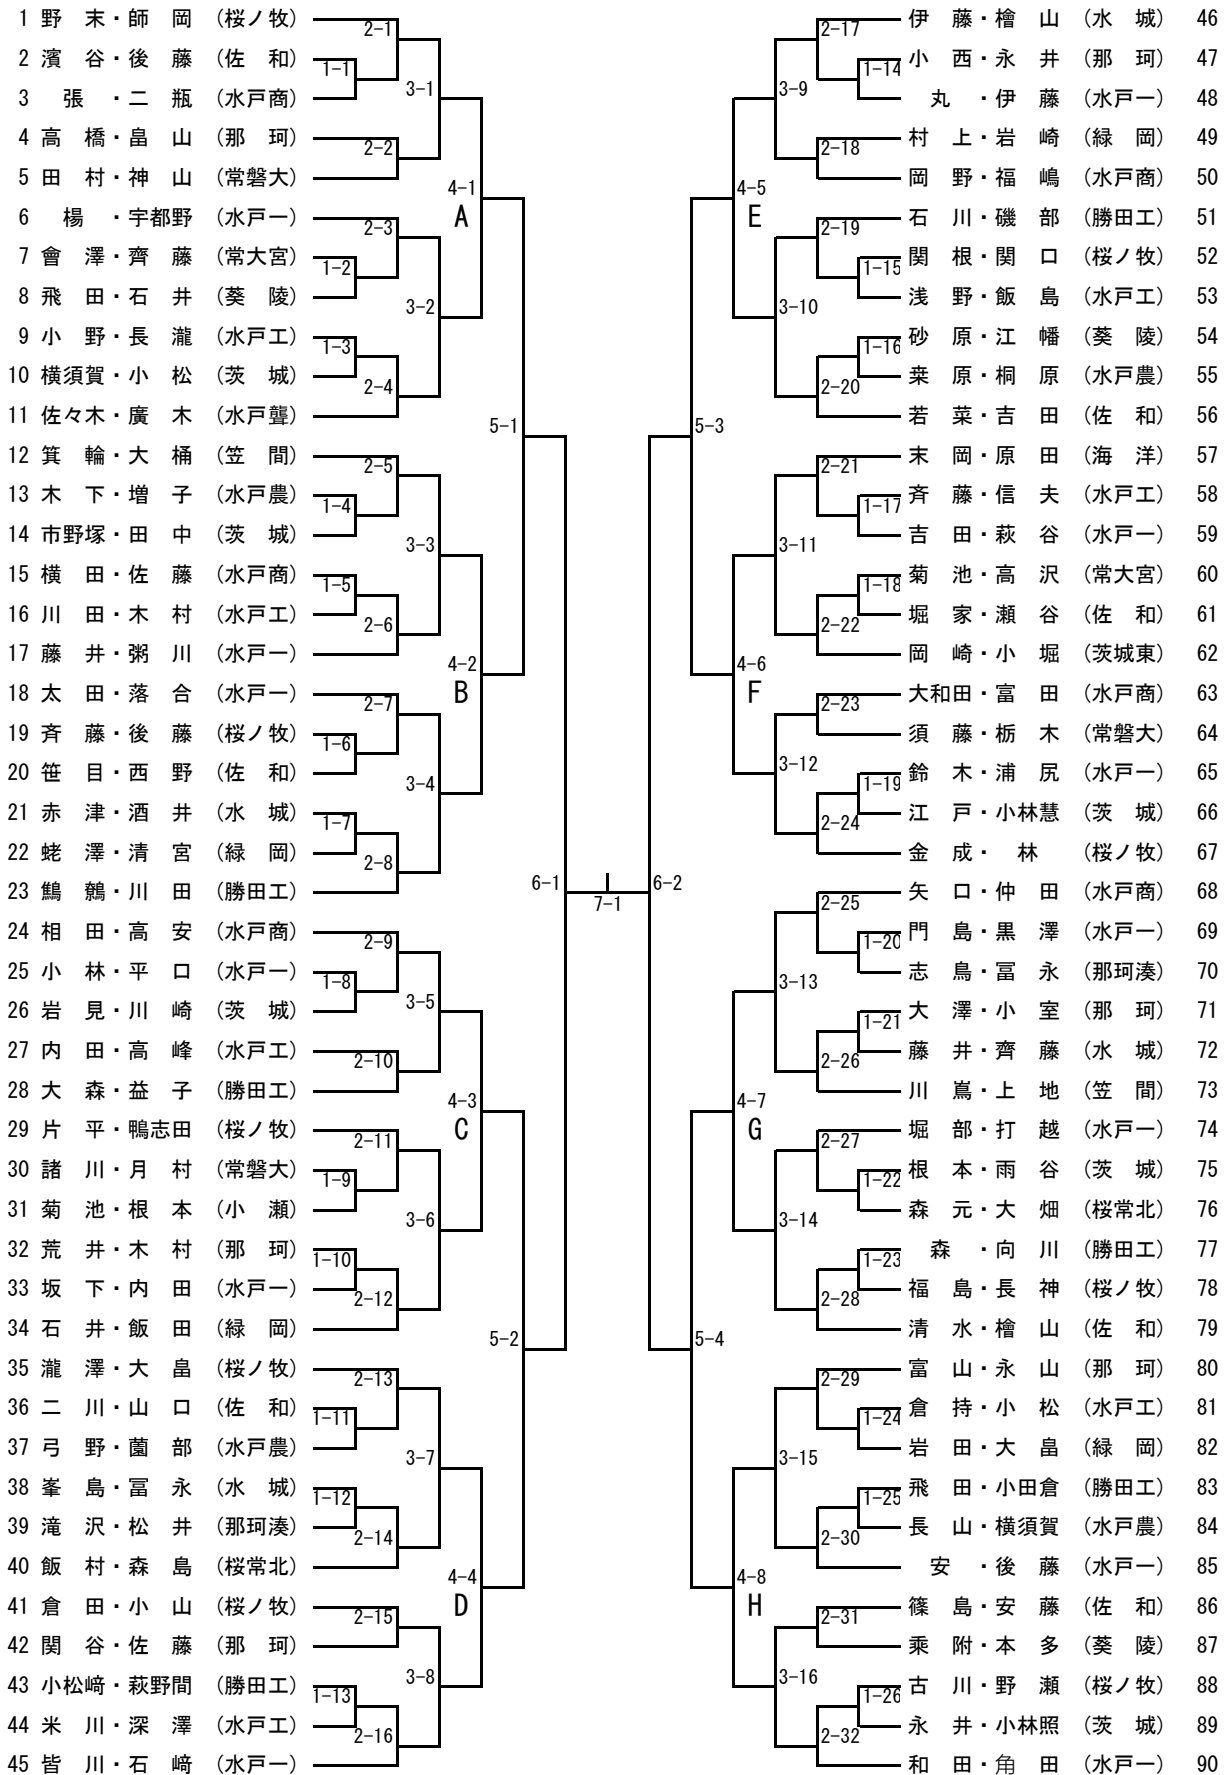 1 野　末・師　岡 (桜ノ牧)
2 濱　谷・後　藤 (佐　和)
3 張　・二　瓶 (水戸商)
4 高　橋・畠　山 (那　珂)
5 田　村・神　山 (常磐大)
6 楊　・宇都野 (水戸一)
7 會　澤・齊　藤 (常大宮)
8 飛　田・石　井 (葵　陵)
9 小　野・長　瀧 (水戸工)
10 横須賀・小　松 (茨　城)
11 佐々木・廣　木 (水戸聾)
12 箕　輪・大　桶 (笠　間)
13 木　下・増　子 (水戸農)
14 市野塚・田　中 (茨　城)
15 横　田・佐　藤 (水戸商)
16 川　田・木　村 (水戸工)
17 藤　井・粥　川 (水戸一)
18 太　田・落　合 (水戸一)
19 斉　藤・後　藤 (桜ノ牧)
20 笹　目・西　野 (佐　和)
21 赤　津・酒　井 (水　城)
22 蛯　澤・清　宮 (緑　岡)
23 鷦　鷯・川　田 (勝田工)
24 相　田・高　安 (水戸商)
25 小　林・平　口 (水戸一)
26 岩　見・川　崎 (茨　城)
27 内　田・高　峰 (水戸工)
28 大　森・益　子 (勝田工)
29 片　平・鴨志田 (桜ノ牧)
30 諸　川・月　村 (常磐大)
31 菊　池・根　本 (小　瀬)
32 荒　井・木　村 (那　珂)
33 坂　下・内　田 (水戸一)
34 石　井・飯　田 (緑　岡)
35 瀧　澤・大　畠 (桜ノ牧)
36 二　川・山　口 (佐　和)
37 弓　野・薗　部 (水戸農)
38 峯　島・冨　永 (水　城)
39 滝　沢・松　井 (那珂湊)
40 飯　村・森　島 (桜常北)
41 倉　田・小　山 (桜ノ牧)
42 関　谷・佐　藤 (那　珂)
43 小松﨑・萩野間 (勝田工)
44 米　川・深　澤 (水戸工)
45 皆　川・石　﨑 (水戸一)
1-1
1-2
1-3
1-4
1-5
1-6
1-7
1-8
1-9
1-10
1-11
1-12
1-13
2-1
2-2
2-3
2-4
2-5
2-6
2-7
2-8
2-9
2-10
2-11
2-12
2-13
2-14
2-15
2-16
3-1
3-2
3-3
3-4
3-5
3-6
3-7
3-8
4-1
A
4-2
B
4-3
C
4-4
D
5-1
5-2
6-1
7-1
6-2
5-3
5-4
4-5
E
4-6
F
4-7
G
4-8
H
3-9
3-10
3-11
3-12
3-13
3-14
3-15
3-16
2-17
2-18
2-19
2-20
2-21
2-22
2-23
2-24
2-25
2-26
2-27
2-28
2-29
2-30
2-31
2-32
1-14
1-15
1-16
1-17
1-18
1-19
1-20
1-21
1-22
1-23
1-24
1-25
1-26
伊　藤・檜　山 (水　城) 46
小　西・永　井 (那　珂) 47
丸　・伊　藤 (水戸一) 48
村　上・岩　崎 (緑　岡) 49
岡　野・福　嶋 (水戸商) 50
石　川・磯　部 (勝田工) 51
関　根・関　口 (桜ノ牧) 52
浅　野・飯　島 (水戸工) 53
砂　原・江　幡 (葵　陵) 54
桒　原・桐　原 (水戸農) 55
若　菜・吉　田 (佐　和) 56
末　岡・原　田 (海　洋) 57
斉　藤・信　夫 (水戸工) 58
吉　田・萩　谷 (水戸一) 59
菊　池・高　沢 (常大宮) 60
堀　家・瀬　谷 (佐　和) 61
岡　崎・小　堀 (茨城東) 62
大和田・富　田 (水戸商) 63
須　藤・栃　木 (常磐大) 64
鈴　木・浦　尻 (水戸一) 65
江　戸・小林慧 (茨　城) 66
金　成・　林 (桜ノ牧) 67
矢　口・仲　田 (水戸商) 68
門　島・黒　澤 (水戸一) 69
志　鳥・冨　永 (那珂湊) 70
大　澤・小　室 (那　珂) 71
藤　井・齊　藤 (水　城) 72
川　嶌・上　地 (笠　間) 73
堀　部・打　越 (水戸一) 74
根　本・雨　谷 (茨　城) 75
森　元・大　畑 (桜常北) 76
森　・向　川 (勝田工) 77
福　島・長　神 (桜ノ牧) 78
清　水・檜　山 (佐　和) 79
富　山・永　山 (那　珂) 80
倉　持・小　松 (水戸工) 81
岩　田・大　畠 (緑　岡) 82
飛　田・小田倉 (勝田工) 83
長　山・横須賀 (水戸農) 84
安　・後　藤 (水戸一) 85
篠　島・安　藤 (佐　和) 86
乗　附・本　多 (葵　陵) 87
古　川・野　瀬 (桜ノ牧) 88
永　井・小林照 (茨　城) 89
和　田・角　田 (水戸一) 90